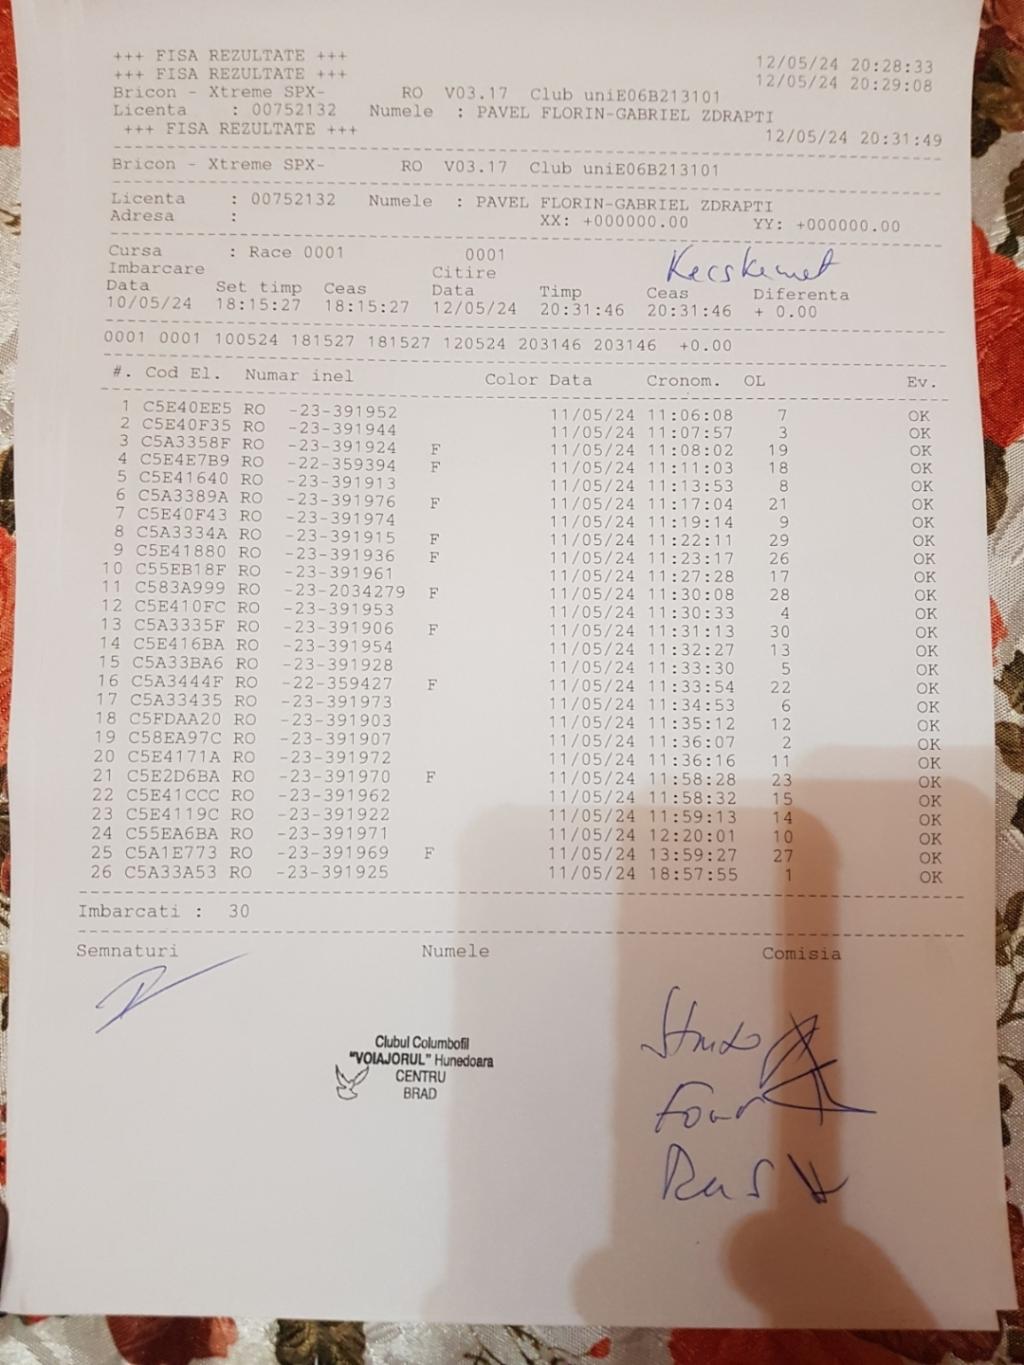 +++ FISA REZULTATE +++ 12/05/24 20:28:33
+++ FISA REZULTATE +++ 12/05/24 20:29:08
Bricon - Xtreme SPX- RO V03.17 Club uniE06B213101
Licenta : 00752132 Numele : PAVEL FLORIN-GABRIEL ZDRAPTI
+++ FISA REZULTATE +++ 12/05/24 20:31:49
Bricon - Xtreme SPX- RO V03.17 Club uniE06B213101
Licenta : 00752132 Numele : PAVEL FLORIN-GABRIEL ZDRAPTI
Adresa : XX: +000000.00 YY: +000000.00
Cursa : Race 0001 0001 Kecskemet
Imbarcare Citire
Data Set timp Ceas Data Timp Ceas Diferenta
10/05/24 18:15:27 18:15:27 12/05/24 20:31:46 20:31:46 + 0.00
0001 0001 100524 181527 181527 120524 203146 203146 +0.00
#. Cod El. Numar inel Color Data Cronom. OL Ev.
1 C5E40EE5 RO -23-391952 11/05/24 11:06:08 7 OK
2 C5E40F35 RO -23-391944 11/05/24 11:07:57 3 OK
3 C5A3358F RO -23-391924 F 11/05/24 11:08:02 19 OK
4 C5E4E7B9 RO -22-359394 F 11/05/24 11:11:03 18 OK
5 C5E41640 RO -23-391913 11/05/24 11:13:53 8 OK
6 C5A3389A RO -23-391976 F 11/05/24 11:17:04 21 OK
7 C5E40F43 RO -23-391974 11/05/24 11:19:14 9 OK
8 C5A3334A RO -23-391915 F 11/05/24 11:22:11 29 OK
9 C5E41880 RO -23-391936 F 11/05/24 11:23:17 26 OK
10 C55EB18F RO -23-391961 11/05/24 11:27:28 17 OK
11 C583A999 RO -23-2034279 F 11/05/24 11:30:08 28 OK
12 C5E410FC RO -23-391953 11/05/24 11:30:33 4 OK
13 C5A3335F RO -23-391906 F 11/05/24 11:31:13 30 OK
14 C5E416BA RO -23-391954 11/05/24 11:32:27 13 OK
15 C5A33BA6 RO -23-391928 11/05/24 11:33:30 5 OK
16 C5A3444F RO -22-359427 F 11/05/24 11:33:54 22 OK
17 C5A33435 RO -23-391973 11/05/24 11:34:53 6 OK
18 C5FDAA20 RO -23-391903 11/05/24 11:35:12 12 OK
19 C58EA97C RO -23-391907 11/05/24 11:36:07 2 OK
20 C5E4171A RO -23-391972 11/05/24 11:36:16 11 OK
21 C5E2D6BA RO -23-391970 F 11/05/24 11:58:28 23 OK
22 C5E41CCC RO -23-391962 11/05/24 11:58:32 15 OK
23 C5E4119C RO -23-391922 11/05/24 11:59:13 14 OK
24 C55EA6BA RO -23-391971 11/05/24 12:20:01 10 OK
25 C5A1E773 RO -23-391969 F 11/05/24 13:59:27 27 OK
26 C5A33A53 RO -23-391925 11/05/24 18:57:55 1 OK
Imbarcati : 30
Semnaturi Numele Comisia
Clubul Columbofil
"VOIAJORUL" Hunedoara
CENTRU
BRAD